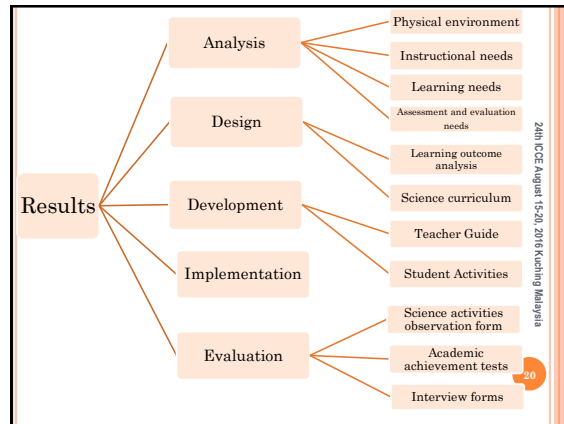 Results
Analysis
Physical environment
Instructional needs
Learning needs
Assessment and evaluation
needs
Design
Learning outcome
analysis
Science curriculum
Development
Teacher Guide
Student Activities
Implementation
Evaluation
Science activities
observation form
Academic
achievement tests
Interview forms
24th ICCE August 15-20, 2016 Kuching Malaysia
20